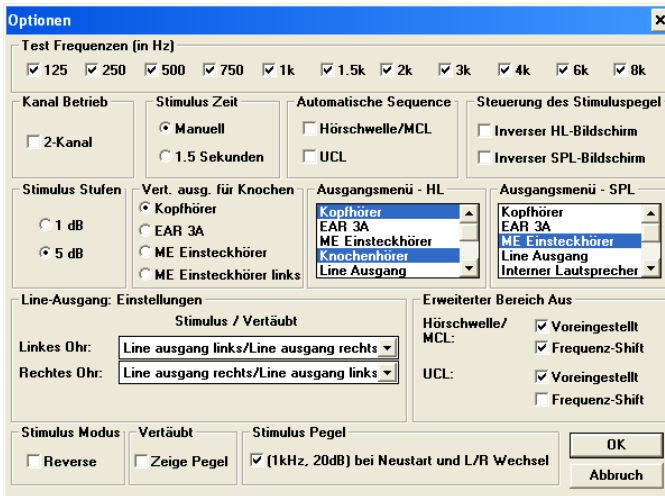 Optionen
Test Frequenzen (in Hz)
125 250 500 750 1k 1.5k 2k 3k 4k 6k 8k
Kanal Betrieb
2-Kanal
Stimulus Zeit
Manuell
1.5 Sekunden
Automatische Sequence
Hörschwelle/MCL
UCL
Steuerung des Stimuluspegel
Inverser HL-Bildschirm
Inverser SPL-Bildschirm
Stimulus Stufen
1 dB
5 dB
Vert. ausg. für Knochen
Kopfhörer
EAR 3A
ME Einsteckhörer
ME Einsteckhörer links
Ausgangsmenü - HL
Kopfhörer
EAR 3A
ME Einsteckhörer
Knochenhörer
Line Ausgang
Ausgangsmenü - SPL
Kopfhörer
EAR 3A
ME Einsteckhörer
Line Ausgang
Interner Lautsprecher
Line-Ausgang: Einstellungen
Stimulus / Vertäubt
Linkes Ohr: Line ausgang links/Line ausgang rechts
Rechtes Ohr: Line ausgang rechts/Line ausgang links
Erweiterter Bereich Aus
Hörschwelle/
MCL:
Voreingestellt
Frequenz-Shift
UCL:
Voreingestellt
Frequenz-Shift
Stimulus Modus
Reverse
Vertäubt
Zeige Pegel
Stimulus Pegel
(1kHz, 20dB) bei Neustart und L/R Wechsel
OK
Abbruch